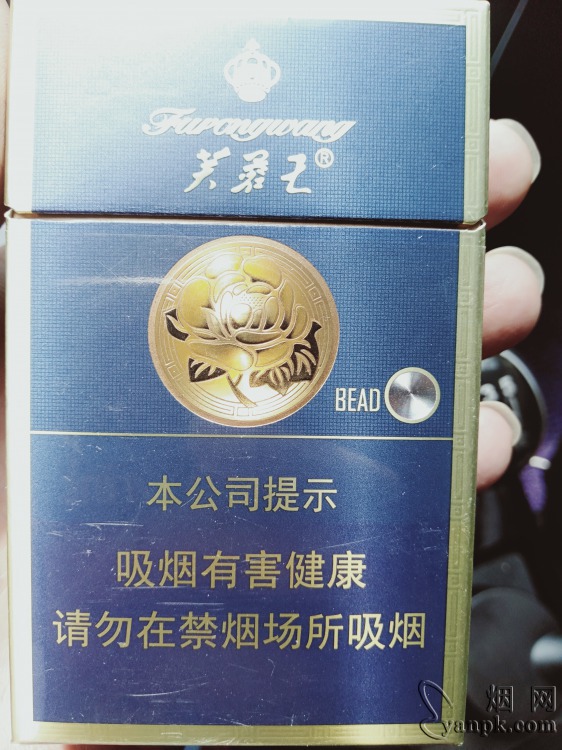 Furongwang
芙蓉王®
BEAD
本公司提示
吸烟有害健康
请勿在禁烟场所吸烟
烟网
yanpk.com